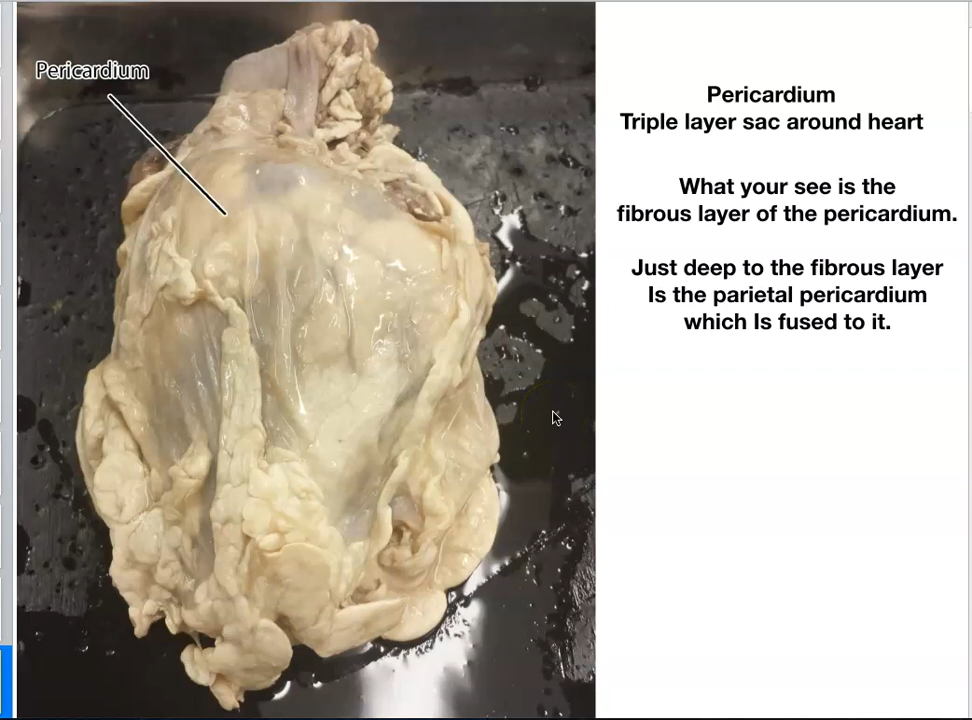 Pericardium
Pericardium
Triple layer sac around heart
What your see is the
fibrous layer of the pericardium.
Just deep to the fibrous layer
Is the parietal pericardium
which Is fused to it.